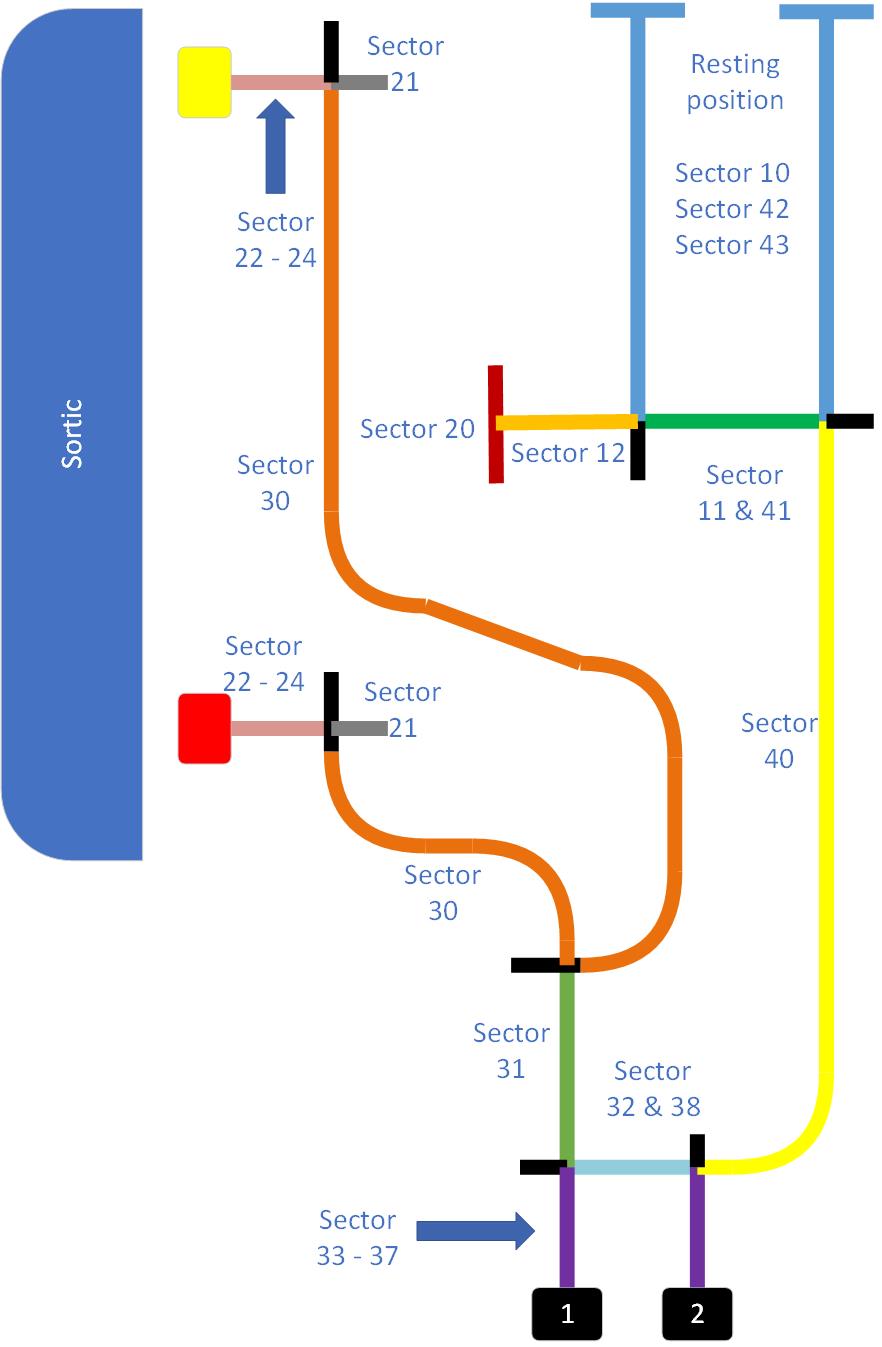 Sector
21
Resting
position
Sector 10
Sector 42
Sector 43
Sector
22 - 24
Sortic
Sector 20
Sector 12
Sector
30
Sector
11 & 41
Sector
22 - 24
Sector
21
Sector
40
Sector
30
Sector
31
Sector
32 & 38
Sector
33 - 37
1
2